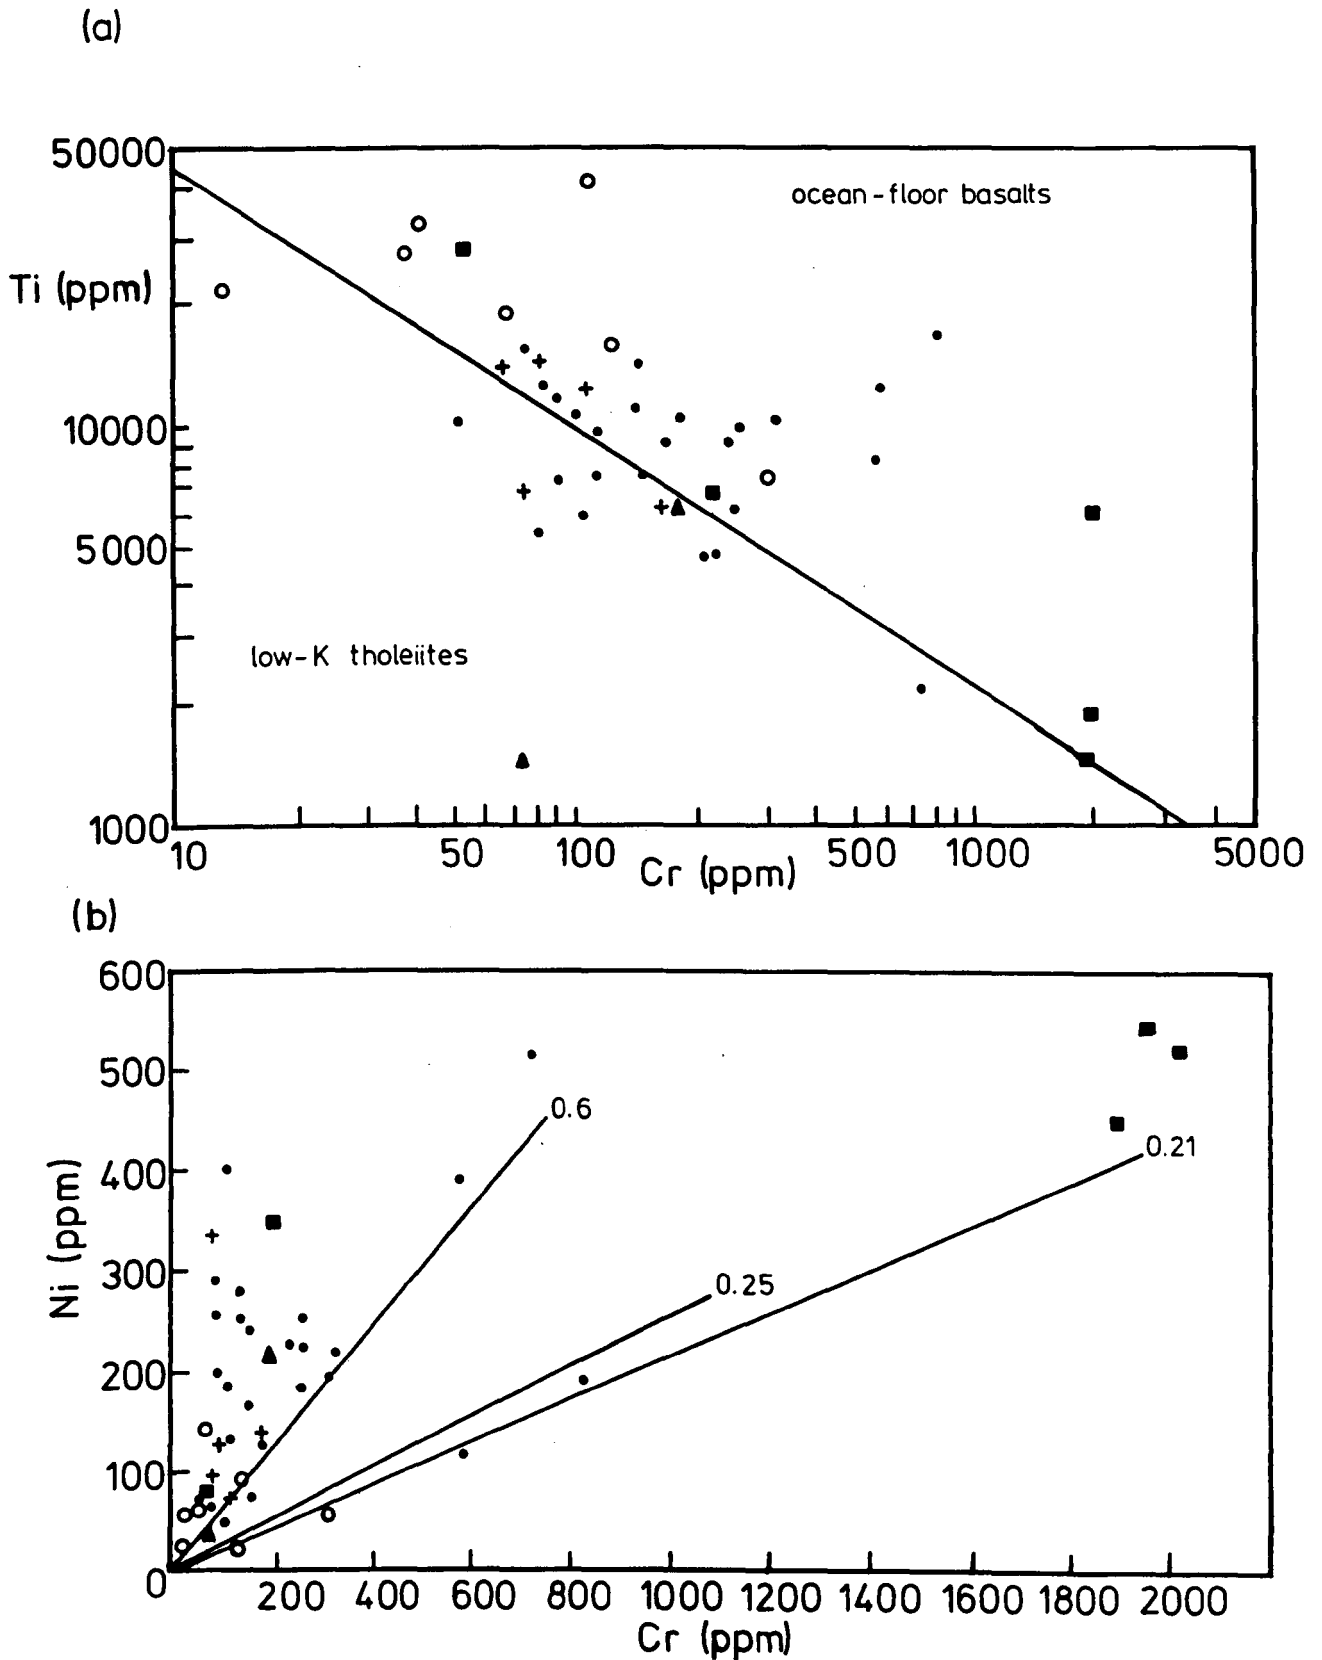 (a)
50000
ocean-floor basalts
Ti (ppm)
10000
5000
low-K tholeiites
1000
10 50 100 500 1000 5000
Cr (ppm)
(b)
600
500
0.6
0.21
400
300
0.25
Ni (ppm)
200
100
0
200 400 600 800 1000 1200 1400 1600 1800 2000
Cr (ppm)